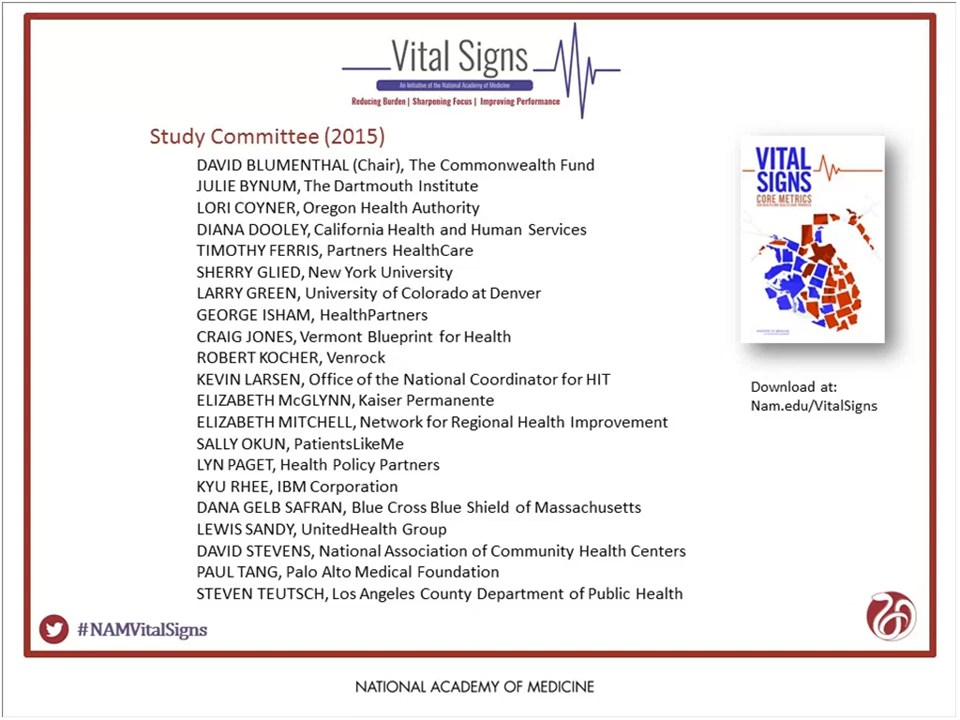 Vital Signs
An Initiative of the National Academy of Medicine
Reducing Burden | Sharpening Focus | Improving Performance
Study Committee (2015)
DAVID BLUMENTHAL (Chair), The Commonwealth Fund
JULIE BYNUM, The Dartmouth Institute
LORI COYNER, Oregon Health Authority
DIANA DOOLEY, California Health and Human Services
TIMOTHY FERRIS, Partners HealthCare
SHERRY GLIED, New York University
LARRY GREEN, University of Colorado at Denver
GEORGE ISHAM, HealthPartners
CRAIG JONES, Vermont Blueprint for Health
ROBERT KOCHER, Venrock
KEVIN LARSEN, Office of the National Coordinator for HIT
ELIZABETH McGLYNN, Kaiser Permanente
ELIZABETH MITCHELL, Network for Regional Health Improvement
SALLY OKUN, PatientsLikeMe
LYN PAGET, Health Policy Partners
KYU RHEE, IBM Corporation
DANA GELB SAFRAN, Blue Cross Blue Shield of Massachusetts
LEWIS SANDY, UnitedHealth Group
DAVID STEVENS, National Association of Community Health Centers
PAUL TANG, Palo Alto Medical Foundation
STEVEN TEUTSCH, Los Angeles County Department of Public Health
VITAL
SIGNS
CORE METRICS
Download at:
Nam.edu/VitalSigns
#NAMVitalSigns
NATIONAL ACADEMY OF MEDICINE